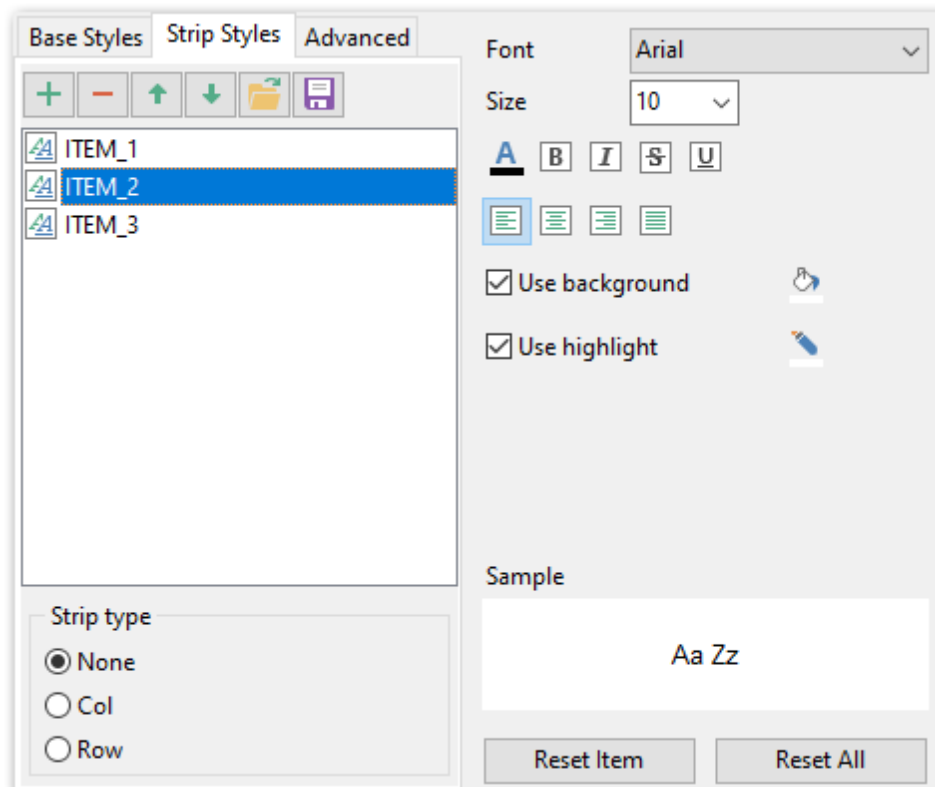 Base Styles
Strip Styles
Advanced
ITEM_1
ITEM_2
ITEM_3
Strip type
None
Col
Row
Font
Arial
Size
10
A B I S U
Use background
Use highlight
Sample
Aa Zz
Reset Item
Reset All